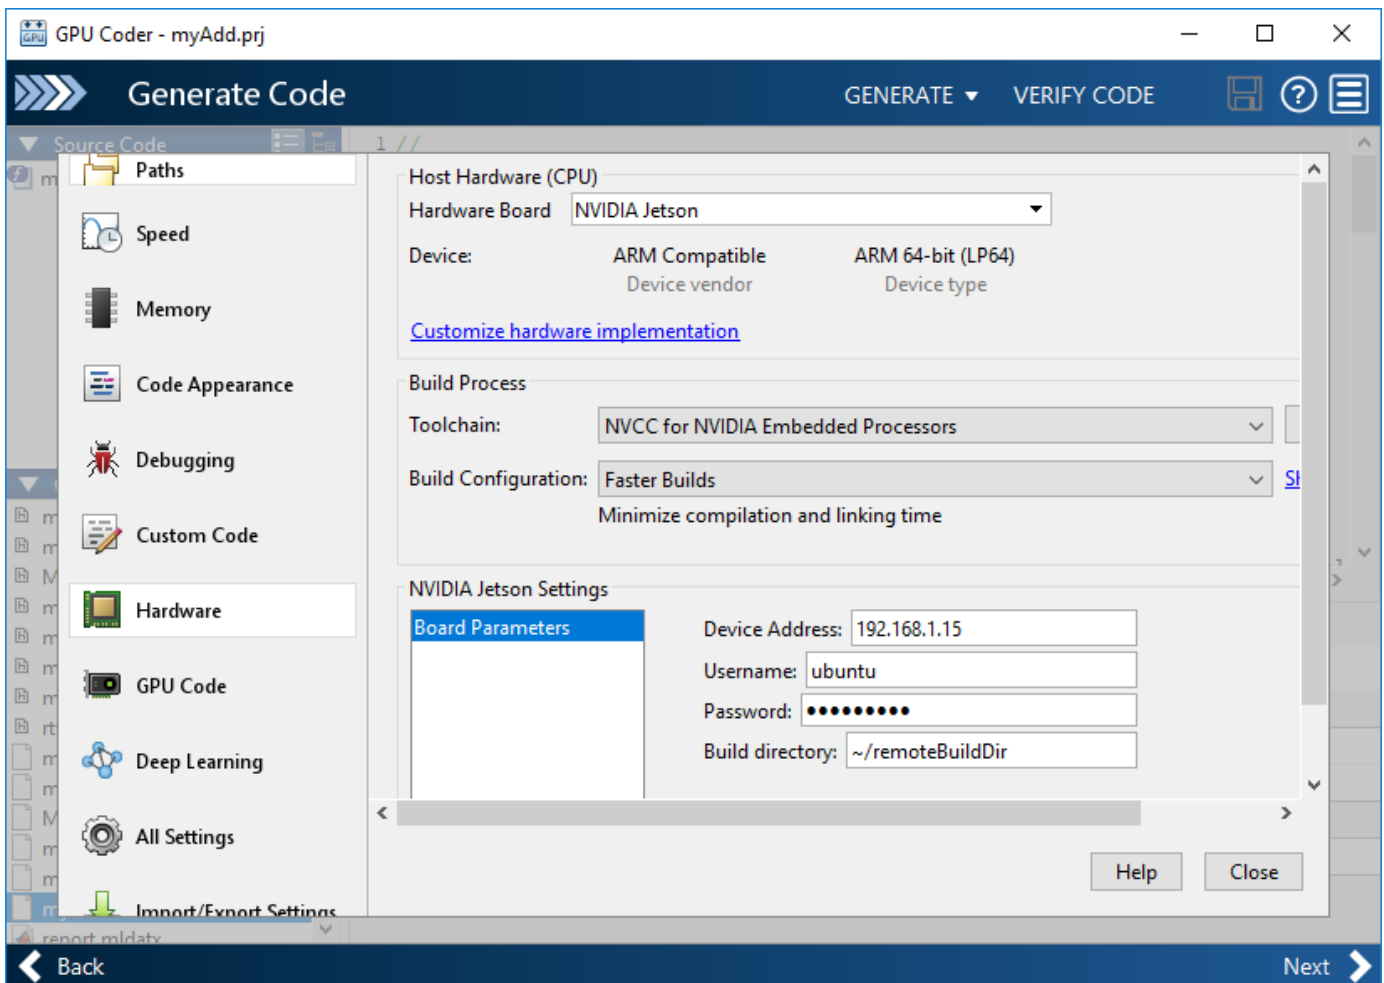 GPU Coder - myAdd.prj
Generate Code
GENERATE
VERIFY CODE
Source Code
1 //
Paths
Speed
Memory
Code Appearance
Debugging
Custom Code
Hardware
GPU Code
Deep Learning
All Settings
Import/Export Settings
Host Hardware (CPU)
Hardware Board NVIDIA Jetson
Device: ARM Compatible ARM 64-bit (LP64)
Device vendor Device type
Customize hardware implementation
Build Process
Toolchain: NVCC for NVIDIA Embedded Processors
Build Configuration: Faster Builds
Minimize compilation and linking time
NVIDIA Jetson Settings
Board Parameters
Device Address: 192.168.1.15
Username: ubuntu
Password: •••••••••
Build directory: ~/remoteBuildDir
Help
Close
report.mldatx
Back
Next